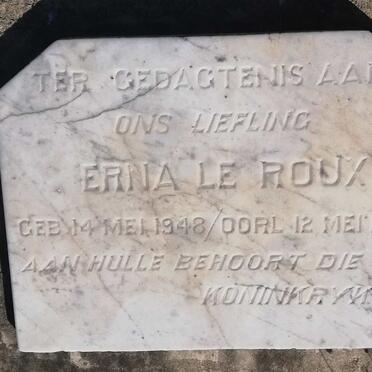 TER GEDAGTENIS AAN
ONS LIEFLING
ERNA LE ROUX
GEB 14 MEI 1948/OORL 12 MEI
AAN HULLE BEHOORT DIE
KONINKRYK